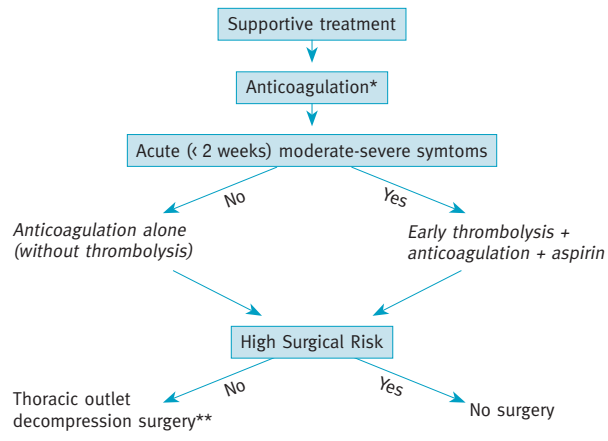 Supportive treatment
Anticoagulation*
Acute (< 2 weeks) moderate-severe symtoms
No
Yes
Anticoagulation alone
(without thrombolysis)
Early thrombolysis +
anticoagulation + aspirin
High Surgical Risk
No
Yes
Thoracic outlet
decompression surgery**
No surgery